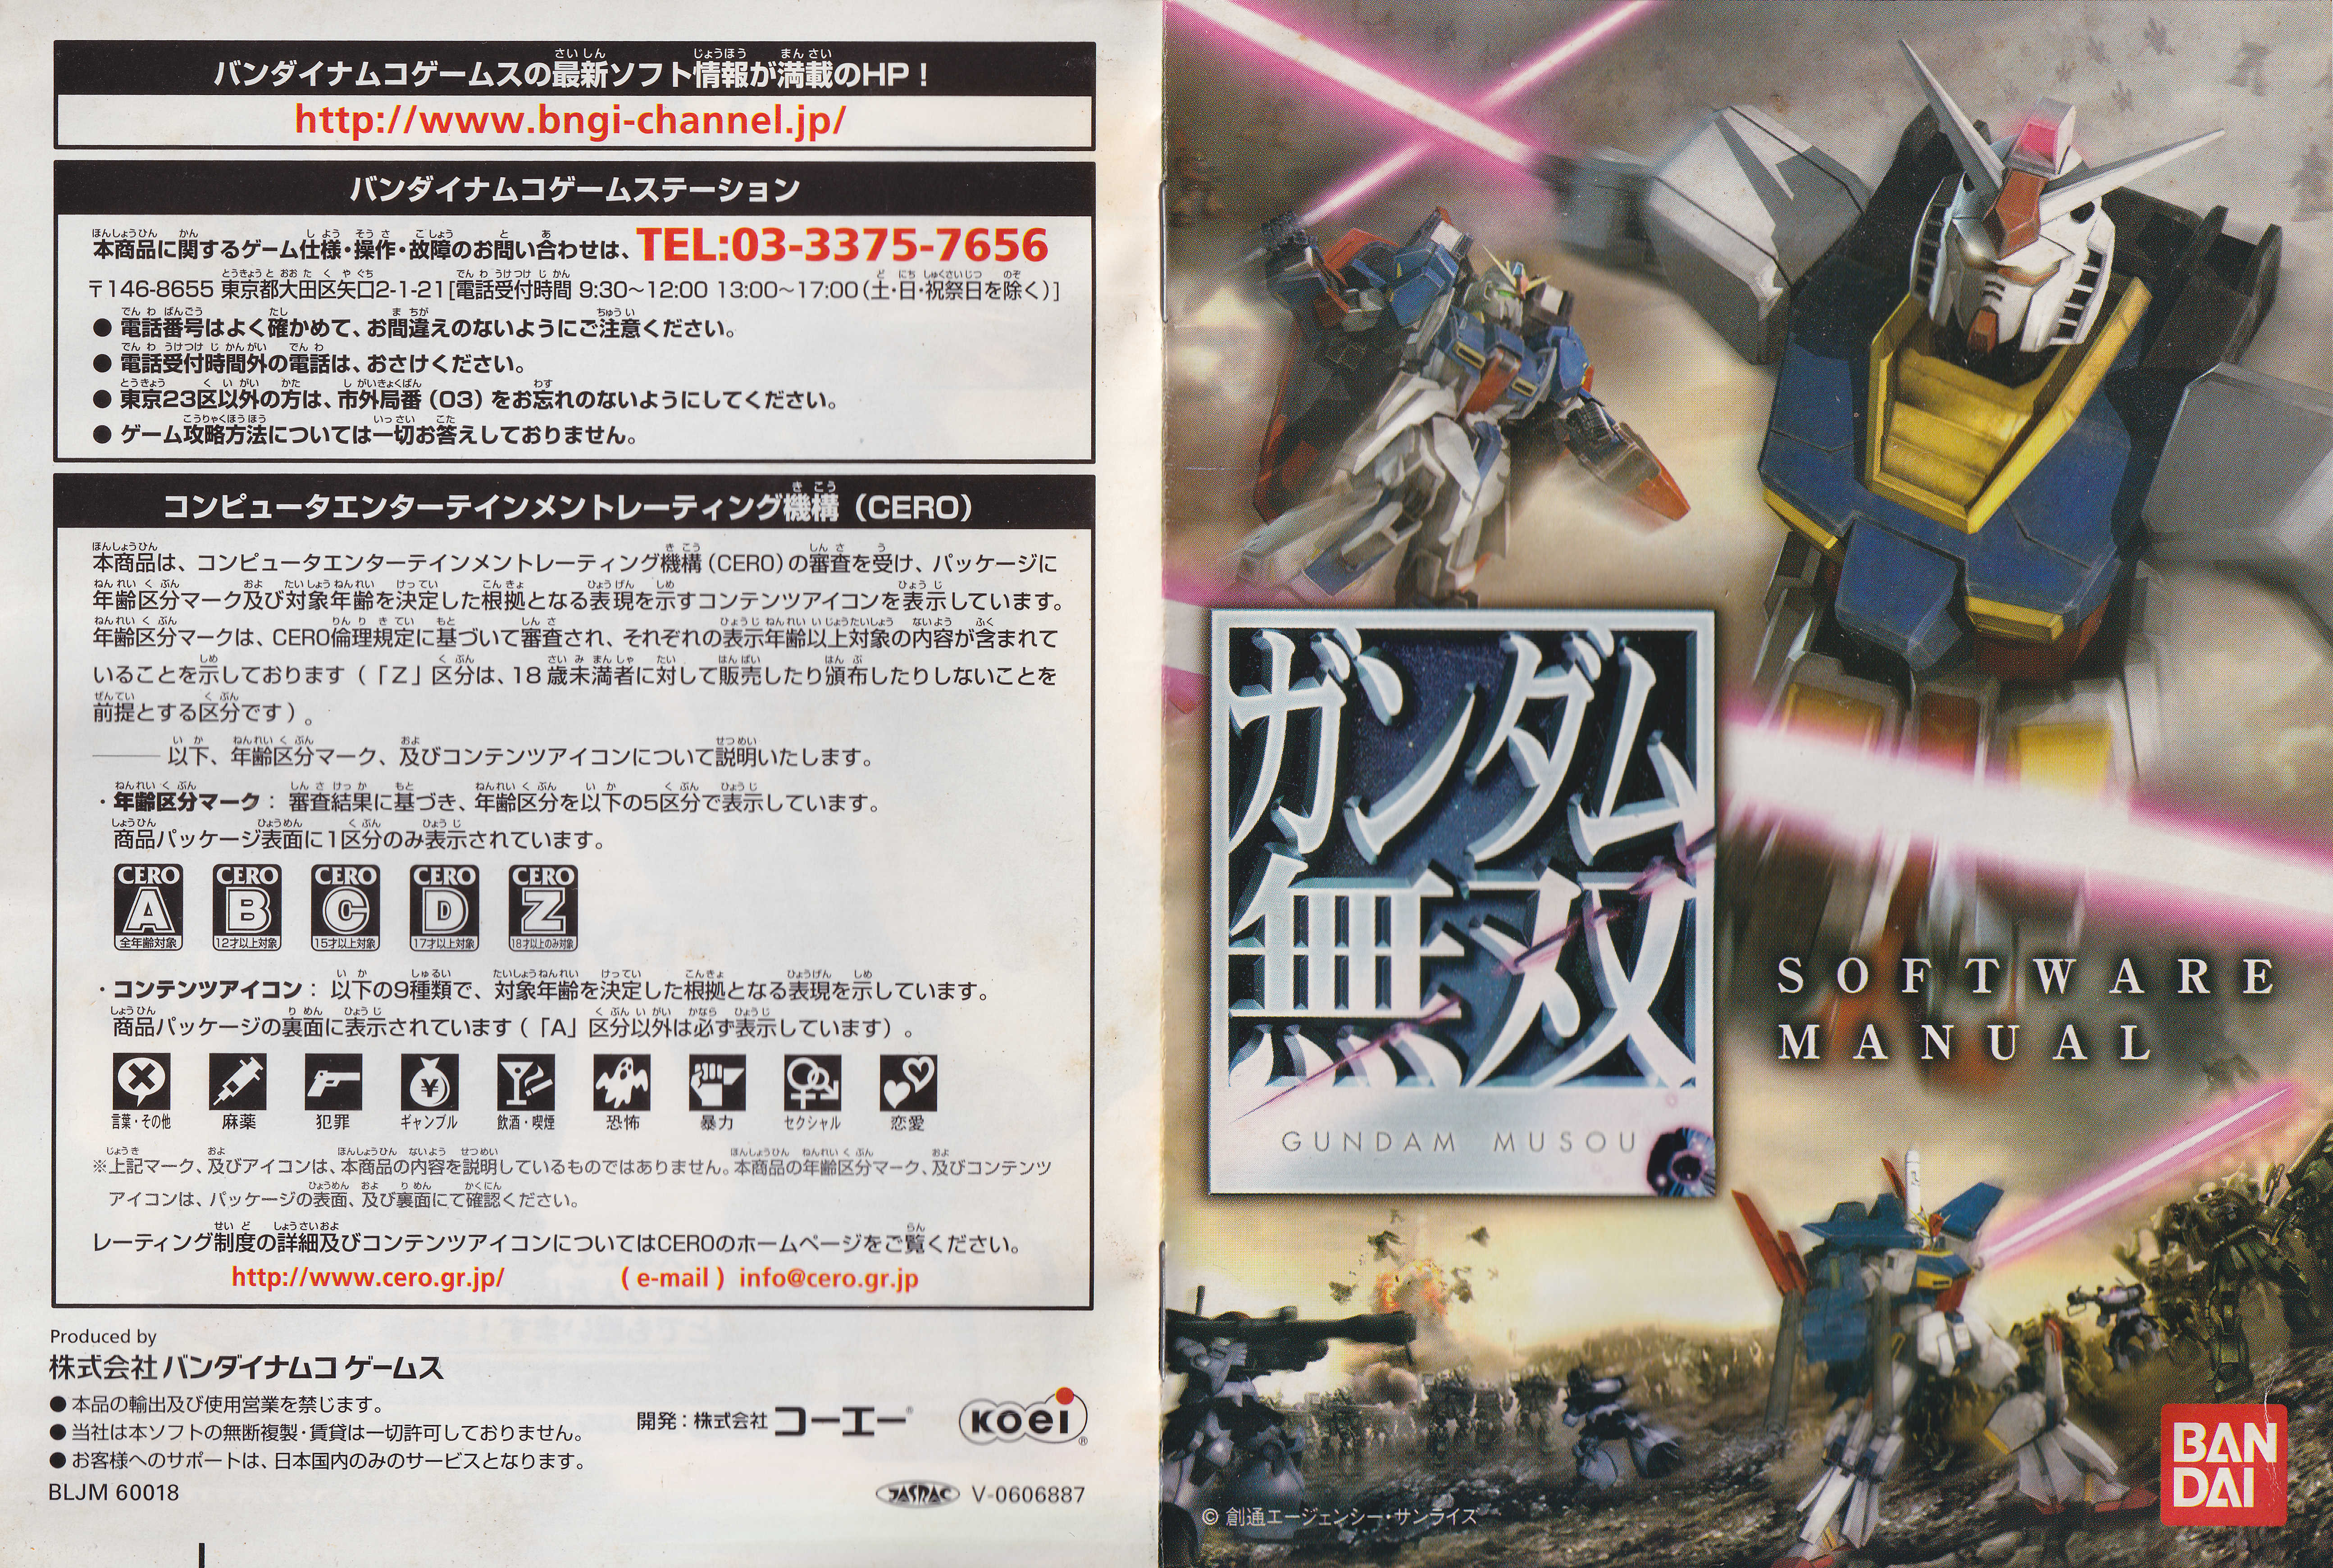 バンダイナムコゲームスの最新ソフト情報が満載のHP！
http://www.bngi-channel.jp/
バンダイナムコゲームステーション
本商品に関するゲーム仕様・操作・故障のお問い合わせは、TEL:03-3375-7656
〒146-8655 東京都大田区矢口2-1-21[電話受付時間 9:30～12:00 13:00～17:00（土・日・祝祭日を除く）]
● 電話番号はよく確かめて、お間違えのないようにご注意ください。
● 電話受付時間外の電話は、おさけください。
● 東京23区以外の方は、市外局番（03）をお忘れのないようにしてください。
● ゲーム攻略方法については一切お答えしておりません。
コンピュータエンターテインメントレーティング機構（CERO）
本商品は、コンピュータエンターテインメントレーティング機構（CERO）の審査を受け、パッケージに
年齢区分マーク及び対象年齢を決定した根拠となる表現を示すコンテンツアイコンを表示しています。
年齢区分マークは、CERO倫理規定に基づいて審査され、それぞれの表示年齢以上対象の内容が含まれて
いることを示しております（「Z」区分は、18歳未満者に対して販売したり頒布したりしないことを
前提とする区分です）。
――― 以下、年齢区分マーク、及びコンテンツアイコンについて説明いたします。
・年齢区分マーク： 審査結果に基づき、年齢区分を以下の5区分で表示しています。
商品パッケージ表面に1区分のみ表示されています。
CERO A 全年齢対象
CERO B 12才以上対象
CERO C 15才以上対象
CERO D 17才以上対象
CERO Z 18才以上のみ対象
・コンテンツアイコン： 以下の9種類で、対象年齢を決定した根拠となる表現を示しています。
商品パッケージの裏面に表示されています（「A」区分以外は必ず表示しています）。
言葉・その他 麻薬 犯罪 ギャンブル 飲酒・喫煙 恐怖 暴力 セクシャル 恋愛
※上記マーク、及びアイコンは、本商品の内容を説明しているものではありません。本商品の年齢区分マーク、及びコンテンツ
アイコンは、パッケージの表面、及び裏面にて確認ください。
レーティング制度の詳細及びコンテンツアイコンについてはCEROのホームページをご覧ください。
http://www.cero.gr.jp/ （e-mail）info@cero.gr.jp
Produced by
株式会社 バンダイナムコ ゲームス
● 本品の輸出及び使用営業を禁じます。
● 当社は本ソフトの無断複製・賃貸は一切許可しておりません。
● お客様へのサポートは、日本国内のみのサービスとなります。
BLJM 60018
開発：株式会社 コーエー®
KOEI®
JASRAC V-0606887
ガンダム
無双
GUNDAM MUSOU
SOFTWARE
MANUAL
© 創通エージェンシー・サンライズ
BAN
DAI